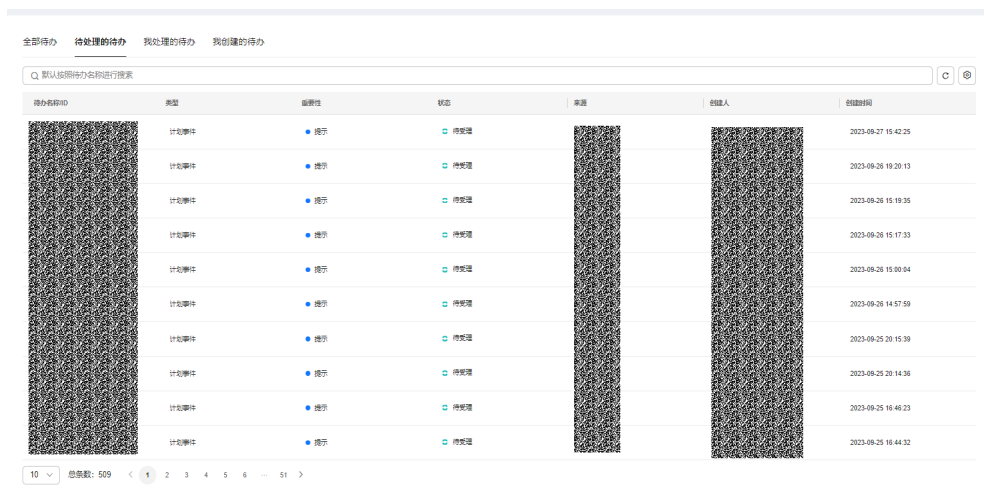 全部待办 待处理的待办 我处理的待办 我创建的待办
默认按照待办名称进行搜索
待办名称/ID 类型 重要性 状态 来源 创建人 创建时间
计划事件 提示 待受理 2023-09-27 15:42:25
计划事件 提示 待受理 2023-09-26 19:20:13
计划事件 提示 待受理 2023-09-26 15:19:35
计划事件 提示 待受理 2023-09-26 15:17:33
计划事件 提示 待受理 2023-09-26 15:00:04
计划事件 提示 待受理 2023-09-26 14:57:59
计划事件 提示 待受理 2023-09-25 20:15:39
计划事件 提示 待受理 2023-09-25 20:14:36
计划事件 提示 待受理 2023-09-25 16:46:23
计划事件 提示 待受理 2023-09-25 16:44:32
10 总条数: 509 < 1 2 3 4 5 6 ... 51 >